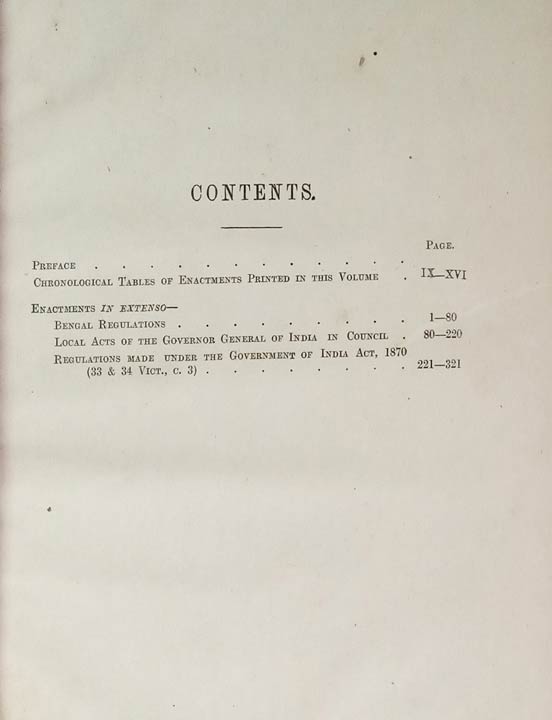 CONTENTS.
PAGE.
PREFACE . . . . . . . . . . . .
CHRONOLOGICAL TABLES OF ENACTMENTS PRINTED IN THIS VOLUME . IX—XVI
ENACTMENTS IN EXTENSO—
BENGAL REGULATIONS . . . . . . . . . 1—80
LOCAL ACTS OF THE GOVERNOR GENERAL OF INDIA IN COUNCIL . 80—220
REGULATIONS MADE UNDER THE GOVERNMENT OF INDIA ACT, 1870
(33 & 34 VICT., C. 3) . . . . . . . . 221—321